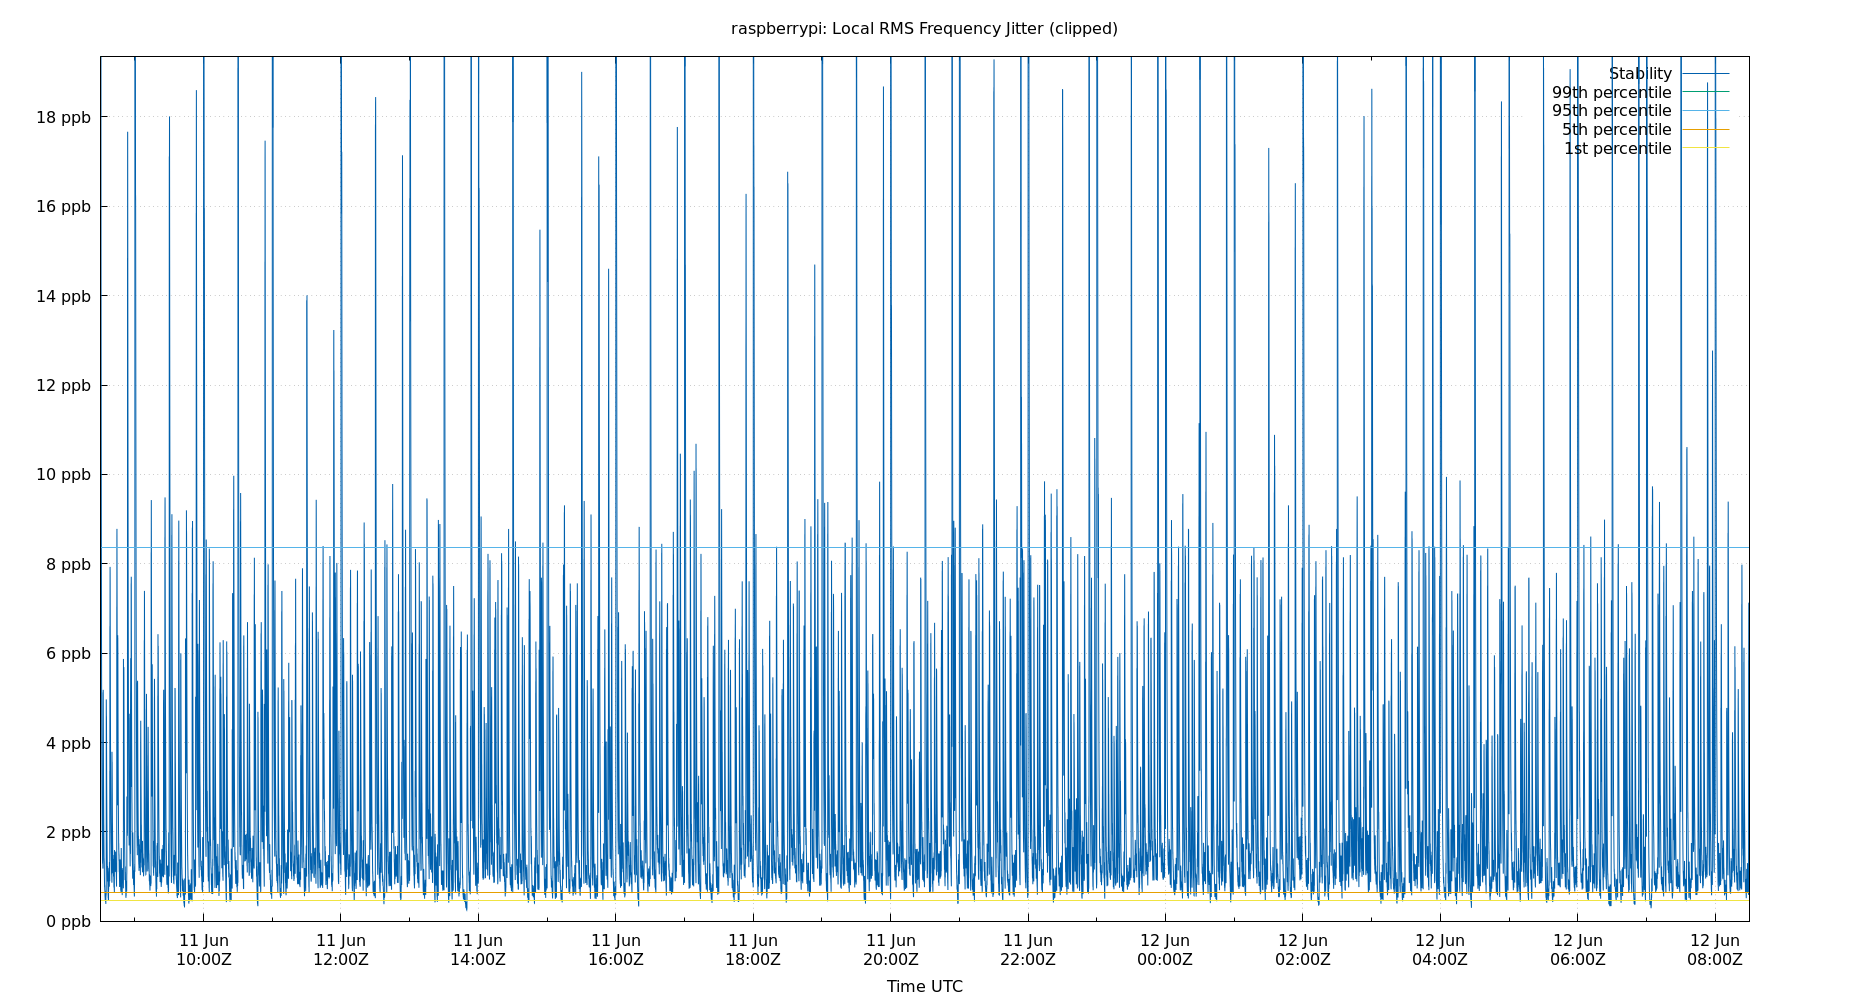 raspberrypi: Local RMS Frequency Jitter (clipped)
Stability
99th percentile
95th percentile
5th percentile
1st percentile
18 ppb
16 ppb
14 ppb
12 ppb
10 ppb
8 ppb
6 ppb
4 ppb
2 ppb
0 ppb
11 Jun 11 Jun 11 Jun 11 Jun 11 Jun 11 Jun 11 Jun 12 Jun 12 Jun 12 Jun 12 Jun 12 Jun
10:00Z 12:00Z 14:00Z 16:00Z 18:00Z 20:00Z 22:00Z 00:00Z 02:00Z 04:00Z 06:00Z 08:00Z
Time UTC